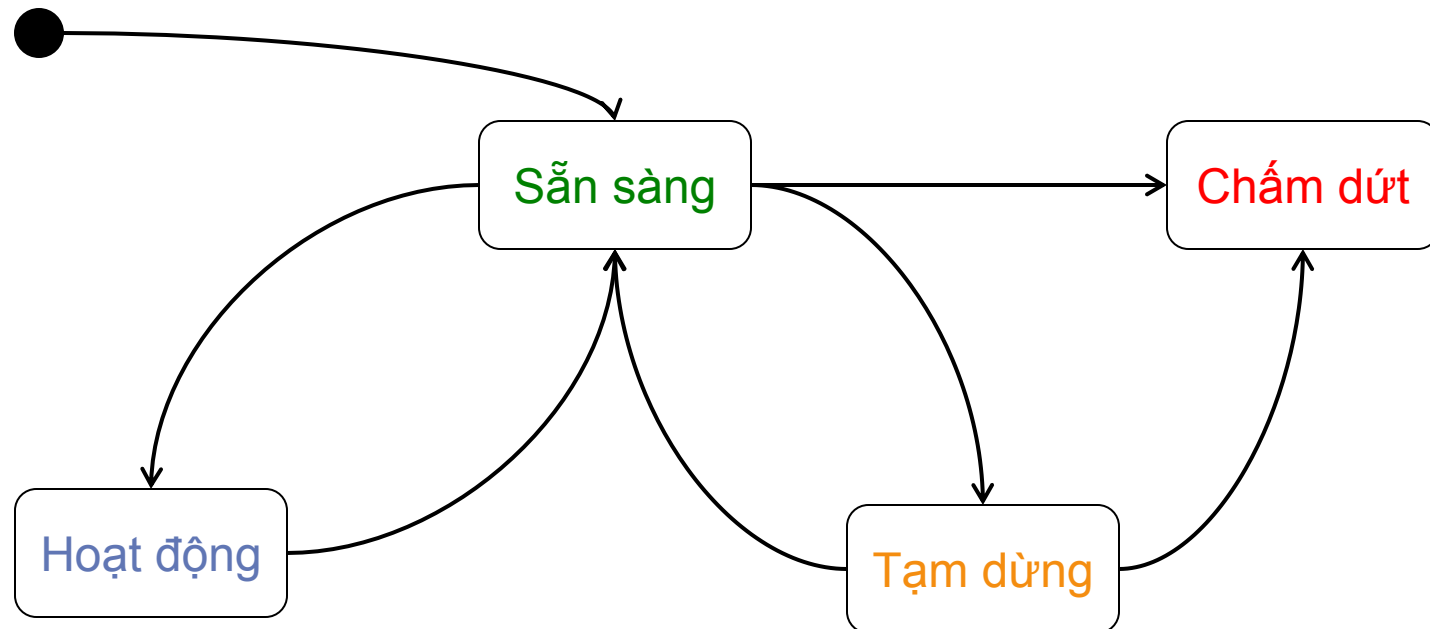 Sẵn sàng
Chấm dứt
Hoạt động
Tạm dừng